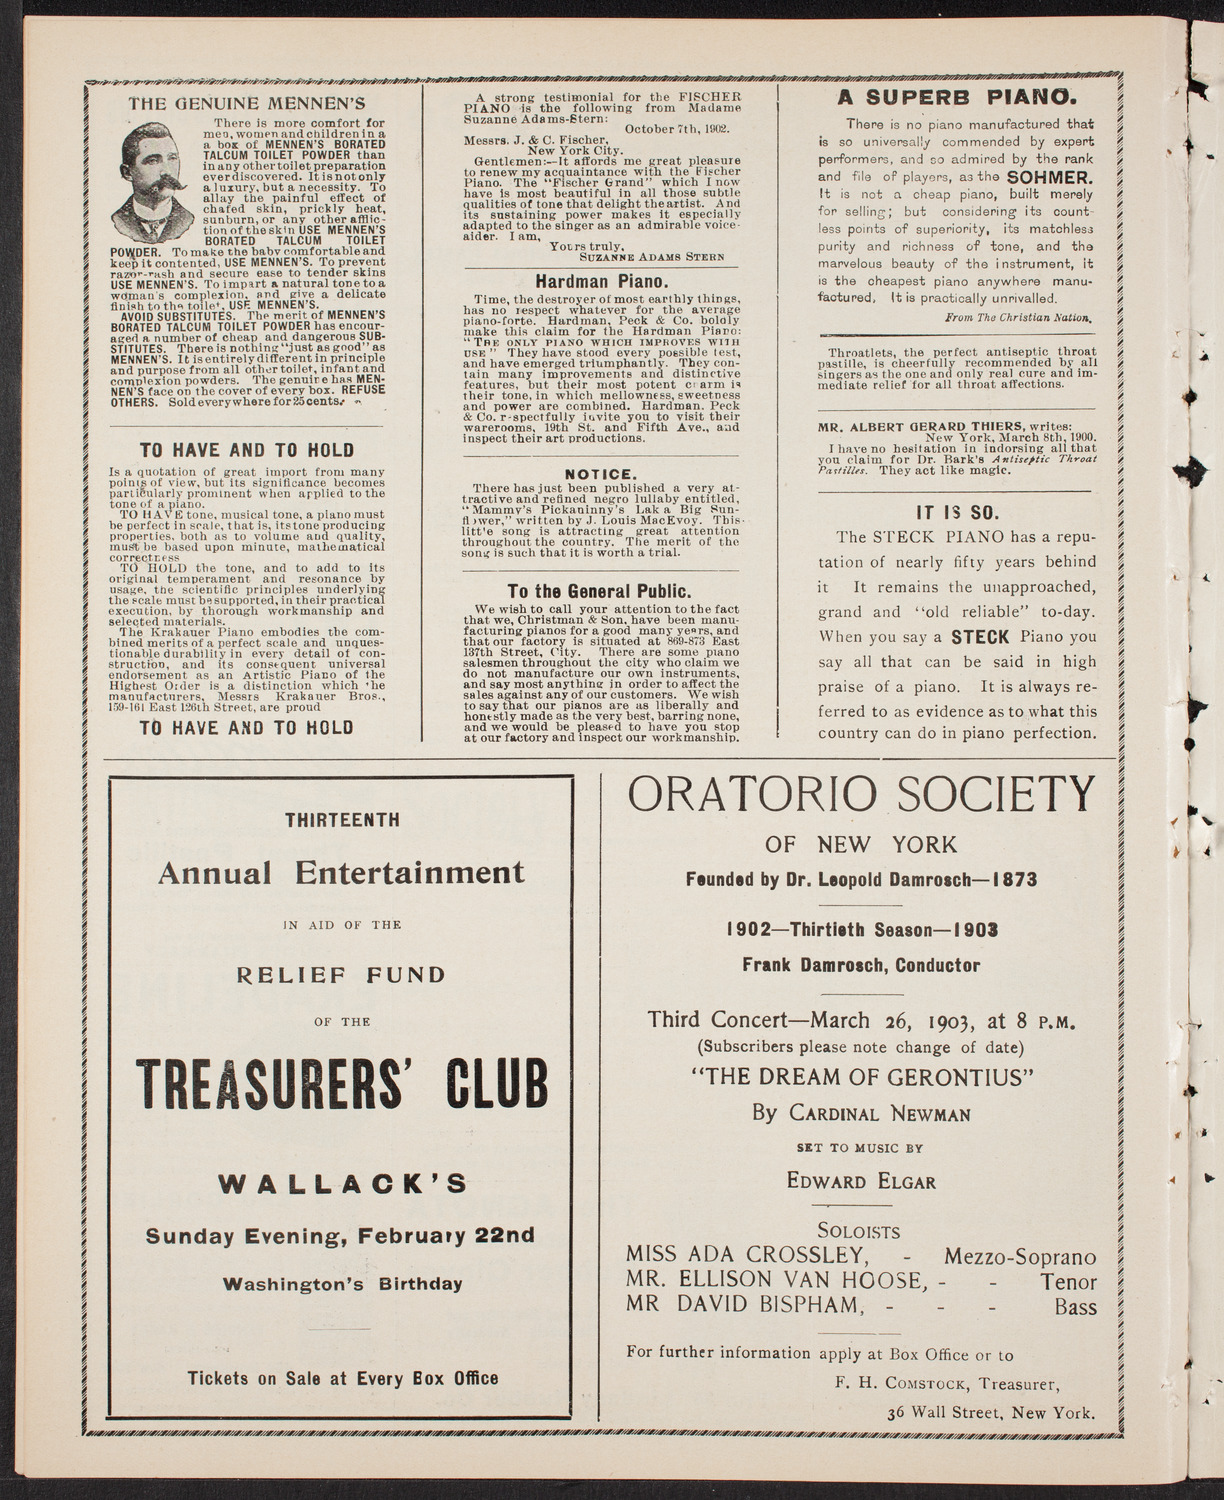 THE GENUINE MENNEN'S
There is more comfort for
men, women and children in a
a box of MENNEN'S BORATED
TALCUM TOILET POWDER than
in any other toilet preparation
ever discovered. It is not only
a luxury, but a necessity. To
allay the painful effect of
chafed skin, prickly heat,
sunburn, or any other afflic-
tion of the skin USE MENNEN'S
BORATED TALCUM TOILET
POWDER. To make the baby comfortable and
keep it contented, USE MENNEN'S. To prevent
razor-rash and secure ease to tender skins
USE MENNEN'S. To impart a natural tone to a
woman's complexion, and give a delicate
finish to the toilet, USE MENNEN'S.
AVOID SUBSTITUTES. The merit of MENNEN'S
BORATED TALCUM TOILET POWDER has encour-
aged a number of cheap and dangerous SUB-
STITUTES. There is nothing "just as good" as
MENNEN'S. It is entirely different in principle
and purpose from all other toilet, infant and
complexion powders. The genuine has MEN-
NEN'S face on the cover of every box. REFUSE
OTHERS. Sold everywhere for 25 cents.
TO HAVE AND TO HOLD
Is a quotation of great import from many
points of view, but its significance becomes
particularly prominent when applied to the
tone of a piano.
TO HAVE tone, musical tone, a piano must
be perfect in scale, that is, its tone producing
properties, both as to volume and quality,
must be based upon minute, mathematical
correctness
TO HOLD the tone, and to add to its
original temperament and resonance by
usage, the scientific principles underlying
the scale must be supported, in their practical
execution, by thorough workmanship and
selected materials.
The Krakauer Piano embodies the com-
bined merits of a perfect scale and unques-
tionable durability in every detail of con-
struction, and its consequent universal
endorsement as an Artistic Piano of the
Highest Order is a distinction which the
manufacturers, Messrs Krakauer Bros.,
159-161 East 126th Street, are proud
TO HAVE AND TO HOLD
A strong testimonial for the FISCHER
PIANO is the following from Madame
Suzanne Adams-Stern:
October 7th, 1902.
Messrs. J. & C. Fischer,
New York City.
Gentlemen:—It affords me great pleasure
to renew my acquaintance with the Fischer
Piano. The "Fischer Grand" which I now
have is most beautiful in all those subtle
qualities of tone that delight the artist. And
its sustaining power makes it especially
adapted to the singer as an admirable voice-
aider. I am,
Yours truly,
SUZANNE ADAMS STERN
Hardman Piano.
Time, the destroyer of most earthly things,
has no respect whatever for the average
piano-forte. Hardman, Peck & Co. boldly
make this claim for the Hardman Piano:
"THE ONLY PIANO WHICH IMPROVES WITH
USE" They have stood every possible test,
and have emerged triumphantly. They con-
tain many improvements and distinctive
features, but their most potent charm is
their tone, in which mellowness, sweetness
and power are combined. Hardman, Peck
& Co. respectfully invite you to visit their
warerooms, 19th St. and Fifth Ave., and
inspect their art productions.
NOTICE.
There has just been published a very at-
tractive and refined negro lullaby entitled,
"Mammy's Pickaninny's Lak a Big Sun-
flower," written by J. Louis MacEvoy. This
little song is attracting great attention
throughout the country. The merit of the
song is such that it is worth a trial.
To the General Public.
We wish to call your attention to the fact
that we, Christman & Son, have been manu-
facturing pianos for a good many years, and
that our factory is situated at 869-873 East
137th Street, City. There are some piano
salesmen throughout the city who claim we
do not manufacture our own instruments,
and say most anything in order to affect the
sales against any of our customers. We wish
to say that our pianos are as liberally and
honestly made as the very best, barring none,
and we would be pleased to have you stop
at our factory and inspect our workmanship.
A SUPERB PIANO.
There is no piano manufactured that
is so universally commended by expert
performers, and so admired by the rank
and file of players, as the SOHMER.
It is not a cheap piano, built merely
for selling; but considering its count-
less points of superiority, its matchless
purity and richness of tone, and the
marvelous beauty of the instrument, it
is the cheapest piano anywhere manu-
factured. It is practically unrivalled.
From The Christian Nation.
Throatlets, the perfect antiseptic throat
pastille, is cheerfully recommended by all
singers as the one and only real cure and im-
mediate relief for all throat affections.
MR. ALBERT GERARD THIERS, writes:
New York, March 8th, 1900.
I have no hesitation in indorsing all that
you claim for Dr. Bark's Antiseptic Throat
Pastilles. They act like magic.
IT IS SO.
The STECK PIANO has a repu-
tation of nearly fifty years behind
it It remains the unapproached,
grand and "old reliable" to-day.
When you say a STECK Piano you
say all that can be said in high
praise of a piano. It is always re-
ferred to as evidence as to what this
country can do in piano perfection.
THIRTEENTH
Annual Entertainment
IN AID OF THE
RELIEF FUND
OF THE
TREASURERS' CLUB
WALLACK'S
Sunday Evening, February 22nd
Washington's Birthday
Tickets on Sale at Every Box Office
ORATORIO SOCIETY
OF NEW YORK
Founded by Dr. Leopold Damrosch—1873
1902—Thirtieth Season—1903
Frank Damrosch, Conductor
Third Concert—March 26, 1903, at 8 P.M.
(Subscribers please note change of date)
"THE DREAM OF GERONTIUS"
By CARDINAL NEWMAN
SET TO MUSIC BY
EDWARD ELGAR
SOLOISTS
MISS ADA CROSSLEY, - Mezzo-Soprano
MR. ELLISON VAN HOOSE, - - Tenor
MR DAVID BISPHAM, - - - Bass
For further information apply at Box Office or to
F. H. COMSTOCK, Treasurer,
36 Wall Street, New York.